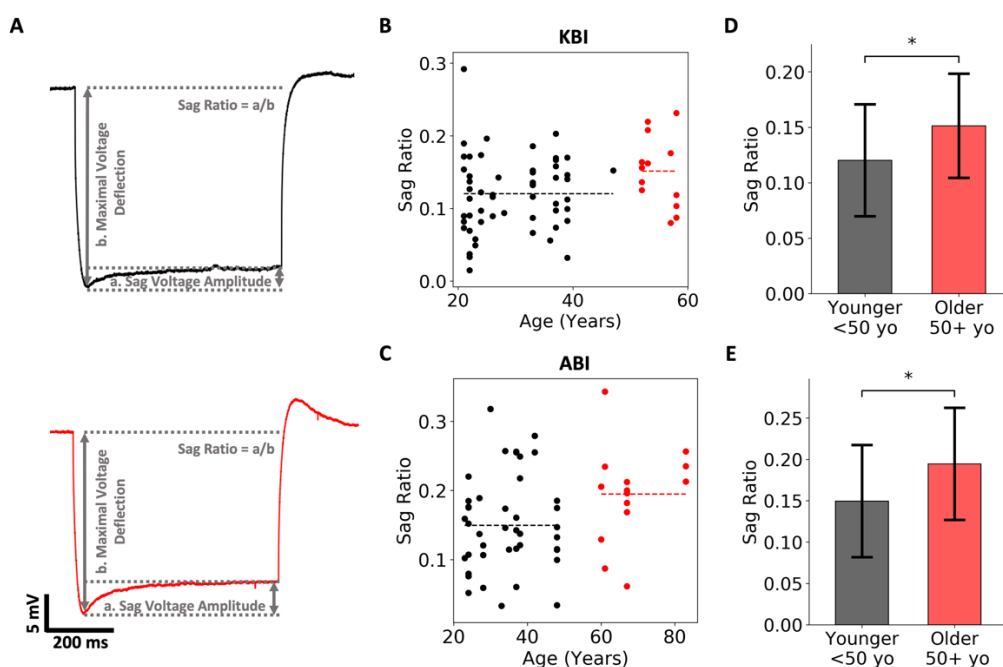 A
Sag Ratio = a/b
b. Maximal Voltage
Deflection
a. Sag Voltage Amplitude
Sag Ratio = a/b
b. Maximal Voltage
Deflection
a. Sag Voltage Amplitude
5 mV
200 ms
B
KBI
Sag Ratio
0.3
0.2
0.1
0.0
20
40
60
Age (Years)
C
ABI
Sag Ratio
0.3
0.2
0.1
20
40
60
80
Age (Years)
D
*
Sag Ratio
0.20
0.15
0.10
0.05
0.00
Younger
<50 yo
Older
50+ yo
E
*
Sag Ratio
0.25
0.20
0.15
0.10
0.05
0.00
Younger
<50 yo
Older
50+ yo